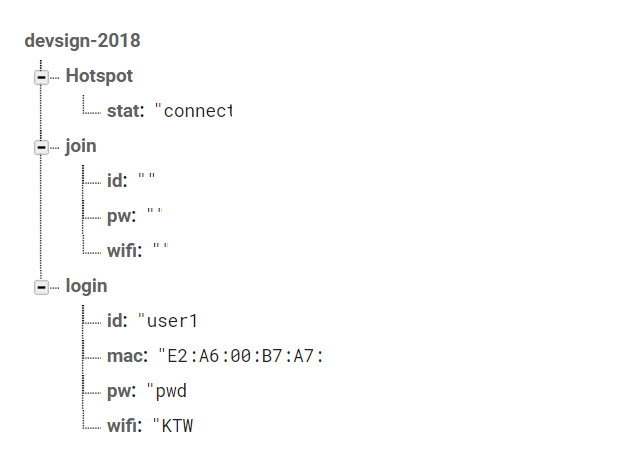 devsign-2018
Hotspot
stat: "connect
join
id: ""
pw: ""
wifi: ""
login
id: "user1
mac: "E2:A6:00:B7:A7:
pw: "pwd
wifi: "KTW